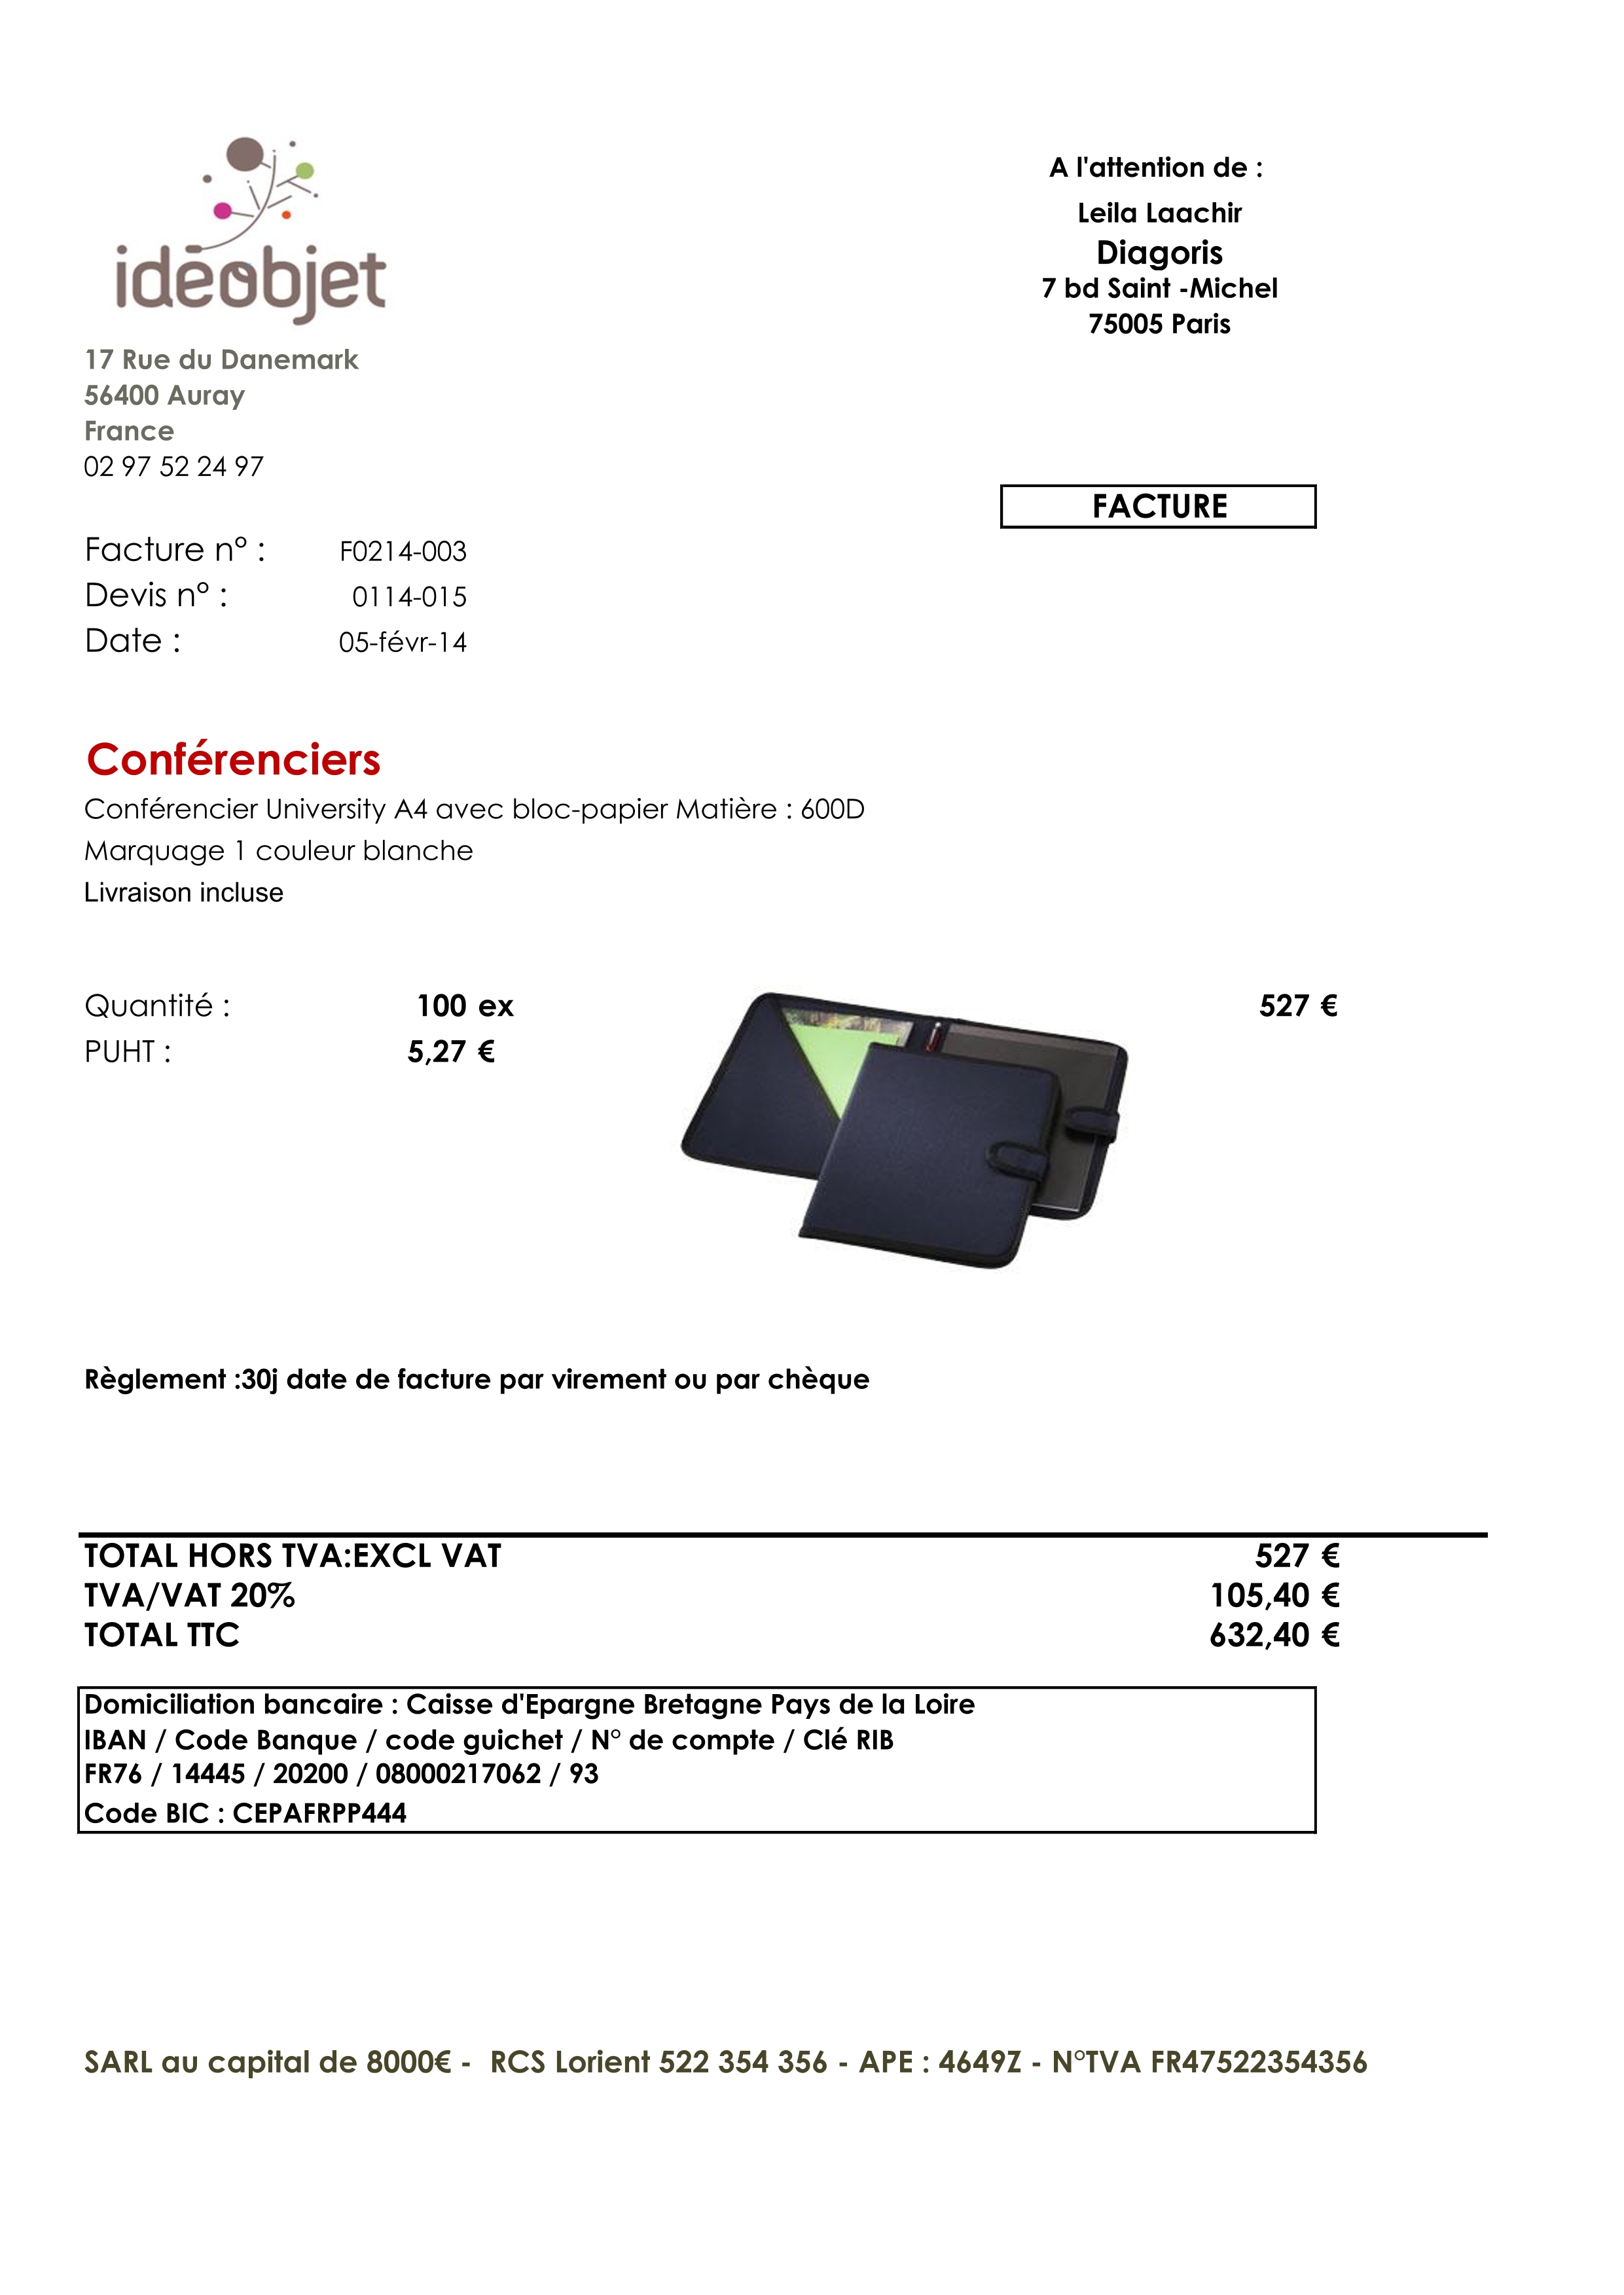 idéobjet
17 Rue du Danemark
56400 Auray
France
02 97 52 24 97
A l'attention de :
Leila Laachir
Diagoris
7 bd Saint -Michel
75005 Paris
FACTURE
Facture n° : F0214-003
Devis n° : 0114-015
Date : 05-févr-14
Conférenciers
Conférencier University A4 avec bloc-papier Matière : 600D
Marquage 1 couleur blanche
Livraison incluse
Quantité : 100 ex 527 €
PUHT : 5,27 €
Règlement :30j date de facture par virement ou par chèque
TOTAL HORS TVA:EXCL VAT 527 €
TVA/VAT 20% 105,40 €
TOTAL TTC 632,40 €
Domiciliation bancaire : Caisse d'Epargne Bretagne Pays de la Loire
IBAN / Code Banque / code guichet / N° de compte / Clé RIB
FR76 / 14445 / 20200 / 08000217062 / 93
Code BIC : CEPAFRPP444
SARL au capital de 8000€ - RCS Lorient 522 354 356 - APE : 4649Z - N°TVA FR47522354356